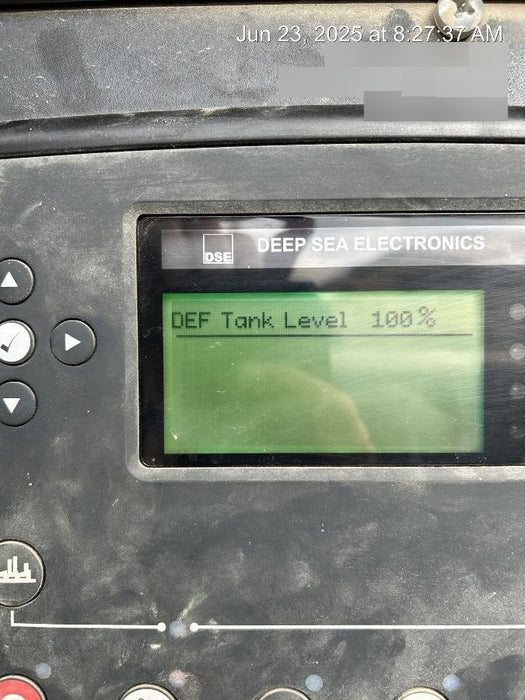 Jun 23, 2025 at 8:27:37 AM
DSE
DEEP SEA ELECTRONICS
DEF Tank Level 100%